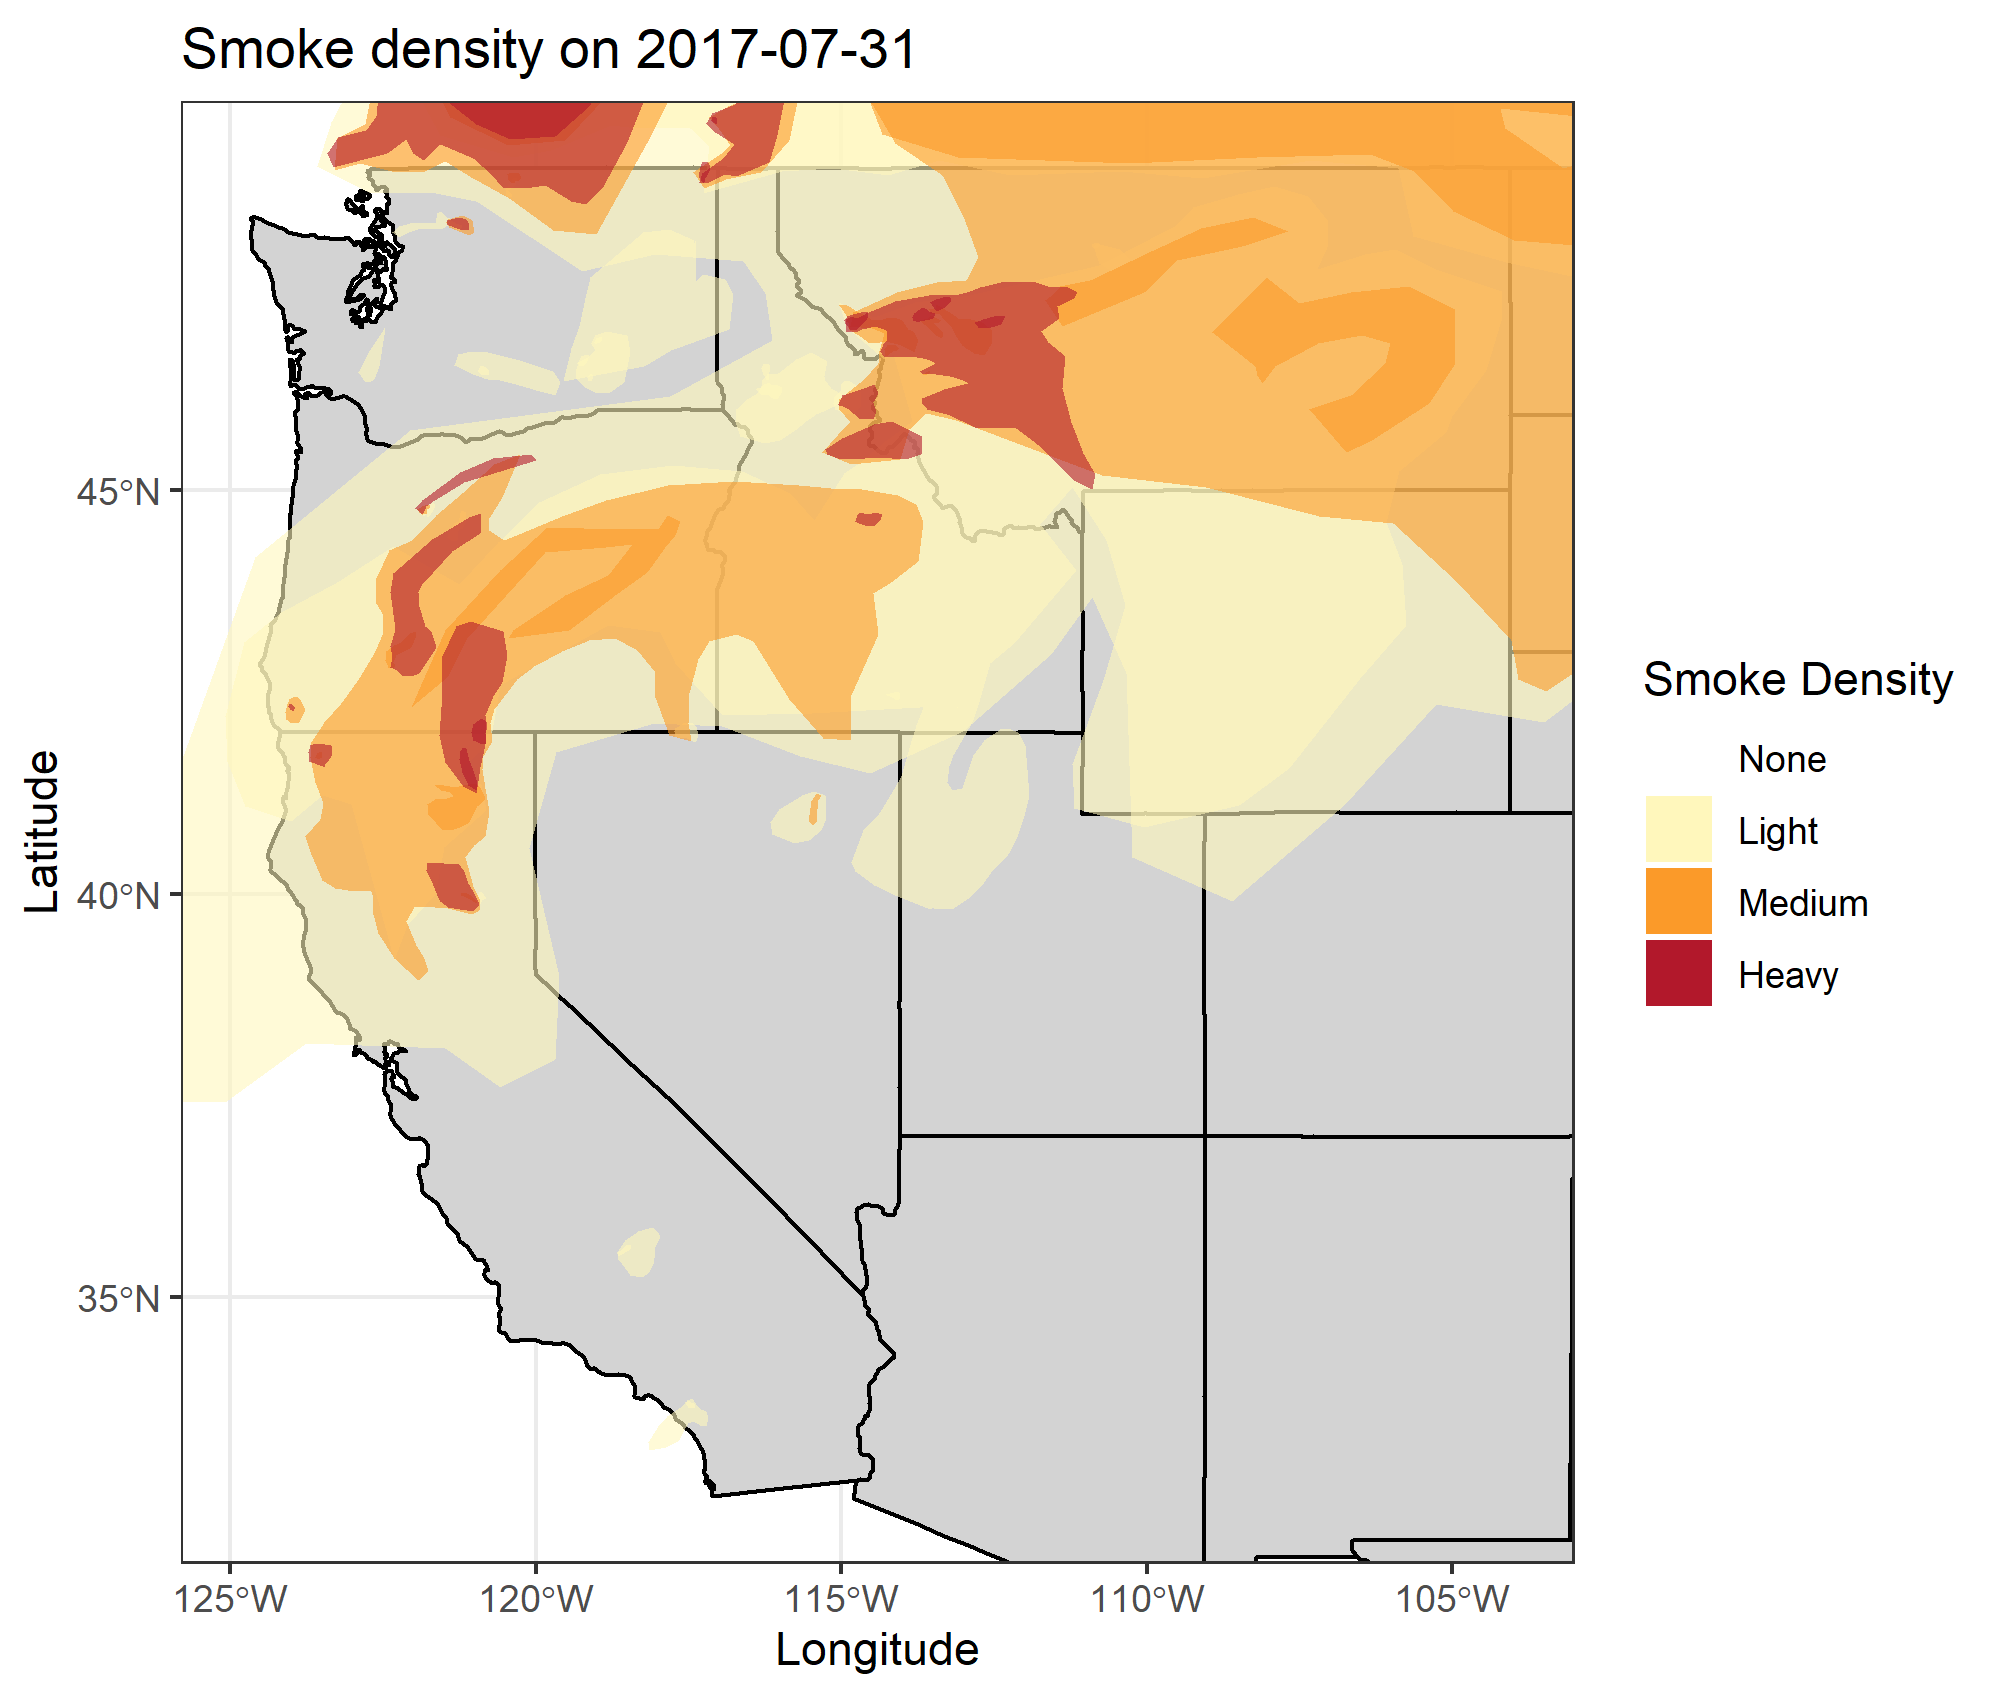 Smoke density on 2017-07-31
Latitude
45°N
40°N
35°N
125°W
120°W
115°W
110°W
105°W
Longitude
Smoke Density
None
Light
Medium
Heavy